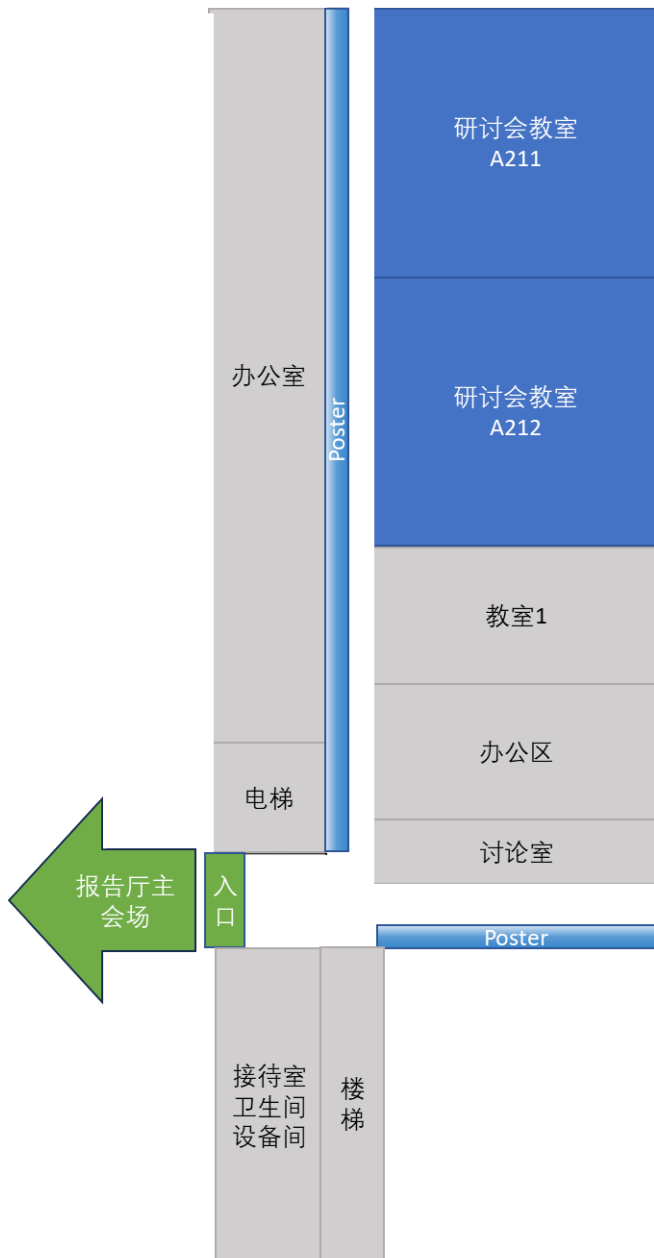 研讨会教室
A211
办公室
Poster
研讨会教室
A212
教室1
办公区
电梯
讨论室
报告厅主
会场
入
口
Poster
接待室
卫生间
设备间
楼
梯